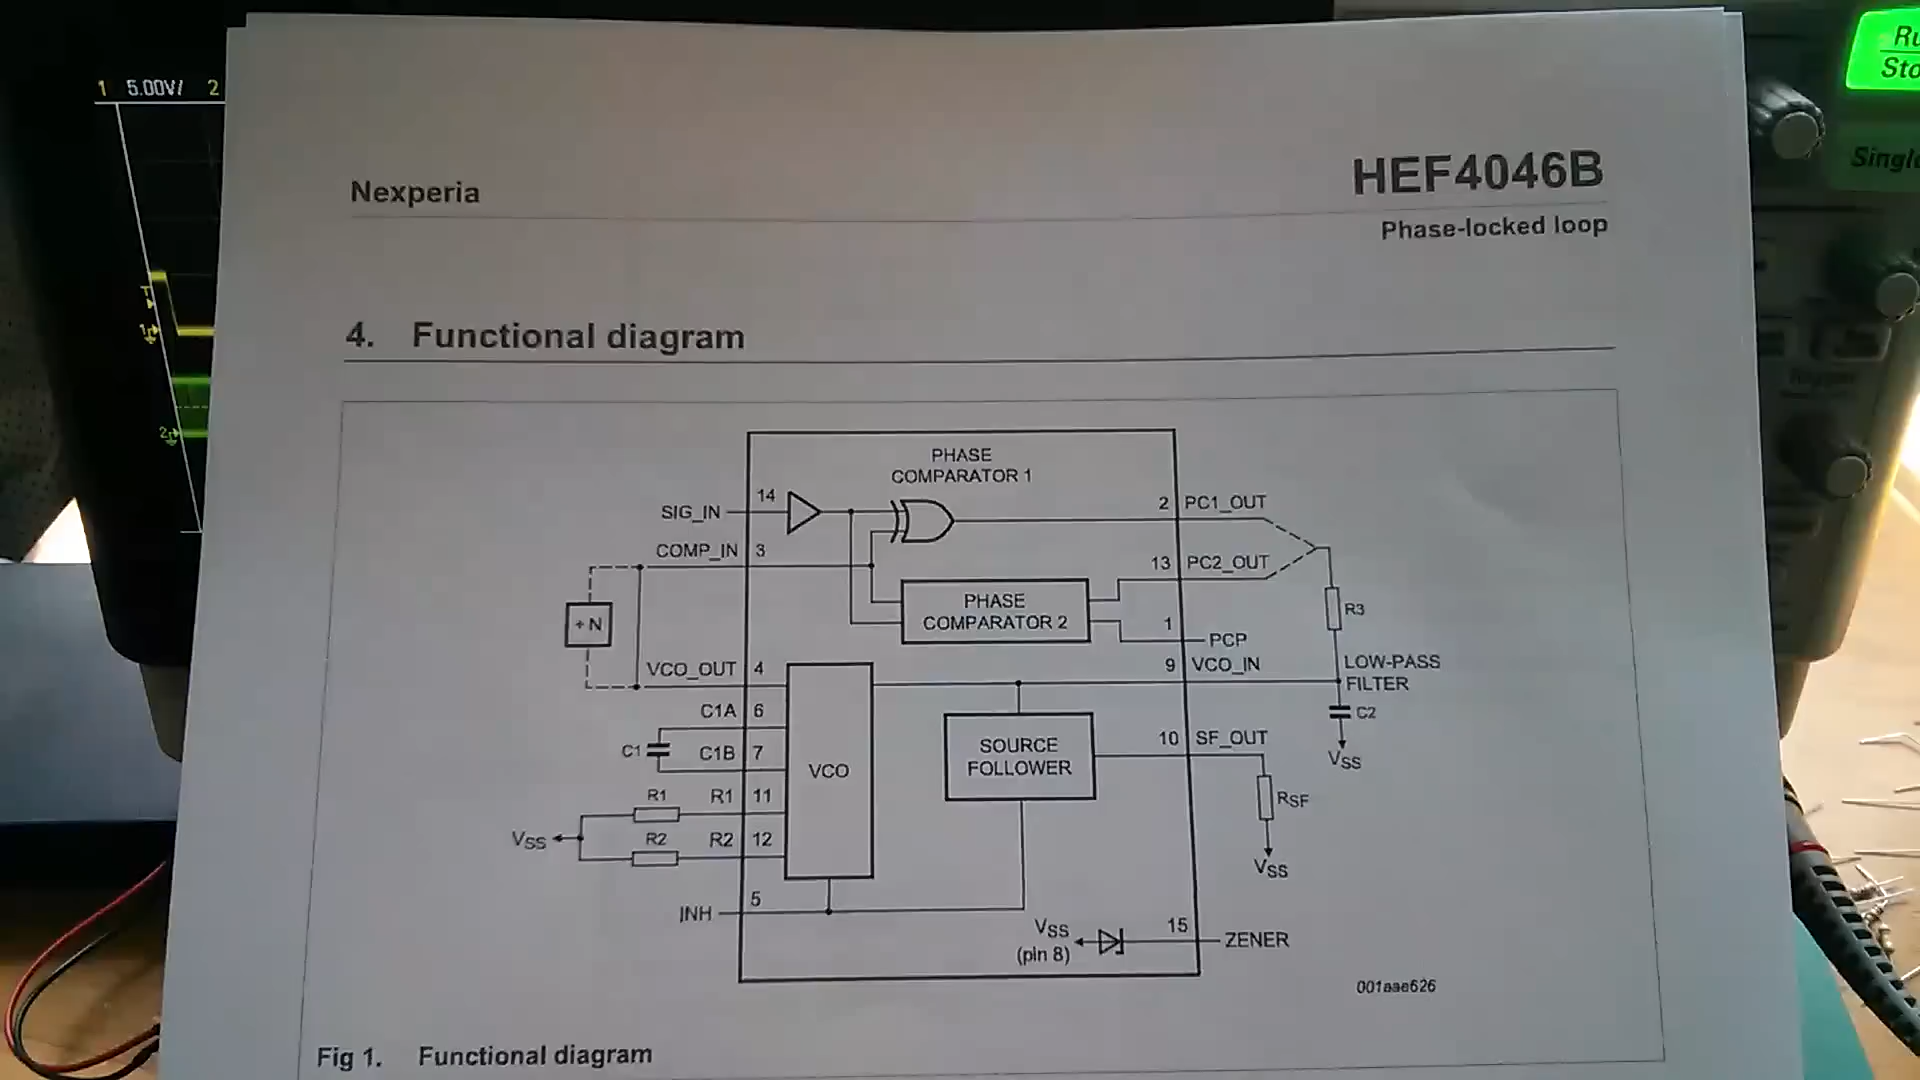 1 5.00V/ 2
Ru
Sto
Single
Nexperia
HEF4046B
Phase-locked loop
4. Functional diagram
PHASE
COMPARATOR 1
SIG_IN 14
2 PC1_OUT
COMP_IN 3
13 PC2_OUT
PHASE
COMPARATOR 2
÷ N
R3
1 PCP
VCO_OUT 4
9 VCO_IN
LOW-PASS
FILTER
C1A 6
C2
VSS
C1 C1B 7
VCO
SOURCE
FOLLOWER
10 SF_OUT
R1 R1 11
RSF
VSS
R2 R2 12
VSS
INH 5
VSS
(pin 8)
15 ZENER
001aae626
Fig 1. Functional diagram